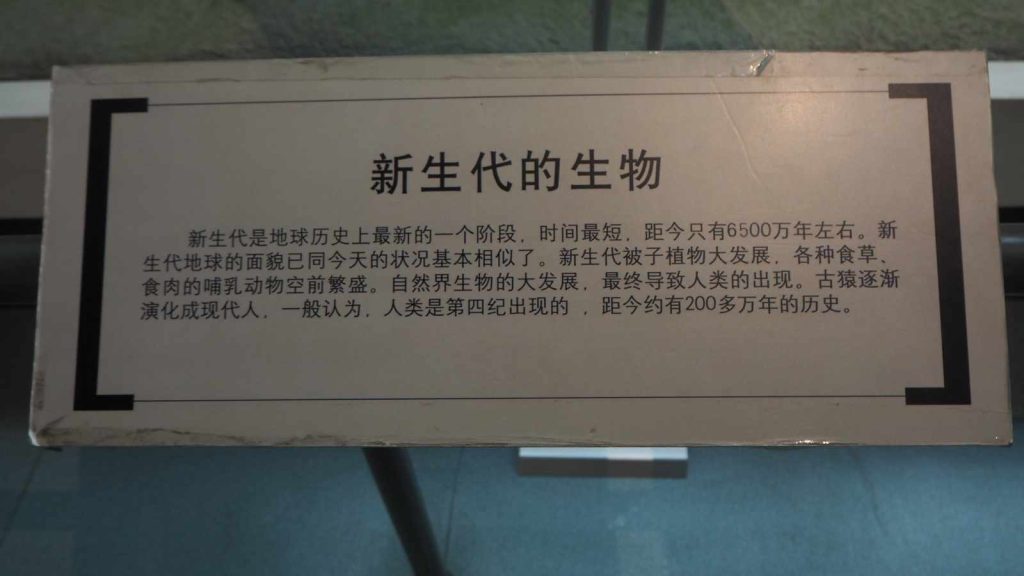 新生代的生物
新生代是地球历史上最新的一个阶段，时间最短，距今只有6500万年左右。新
生代地球的面貌已同今天的状况基本相似了。新生代被子植物大发展，各种食草、
食肉的哺乳动物空前繁盛。自然界生物的大发展，最终导致人类的出现。古猿逐渐
演化成现代人，一般认为，人类是第四纪出现的 ，距今约有200多万年的历史。